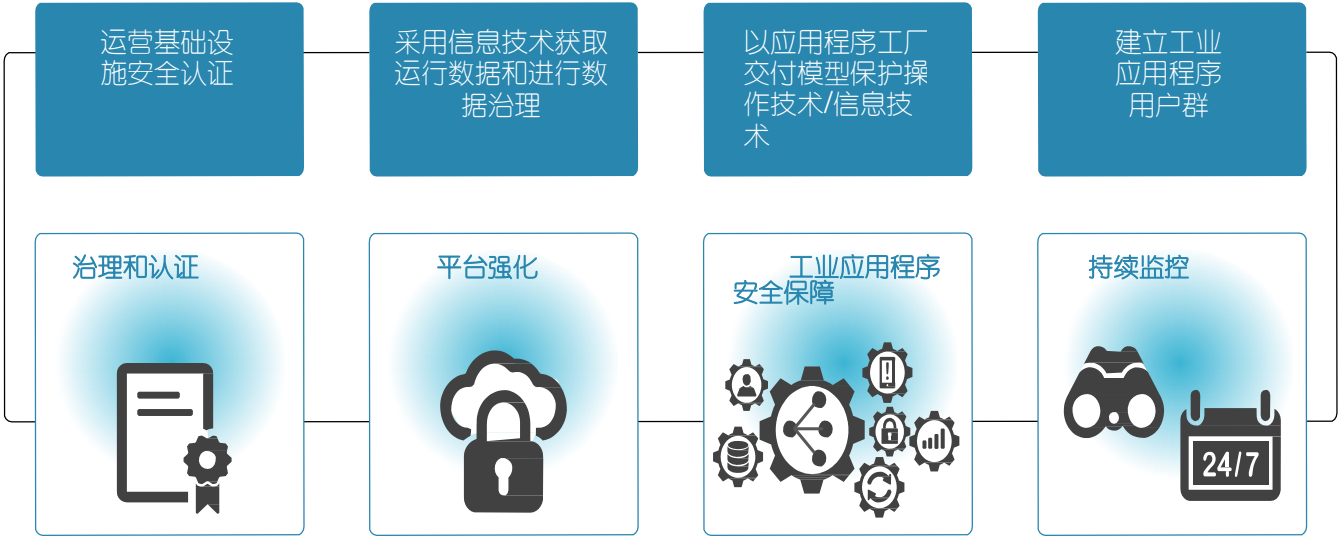 运营基础设
施安全认证
采用信息技术获取
运行数据和进行数
据治理
以应用程序工厂
交付模型保护操
作技术/信息技
术
建立工业
应用程序
用户群
治理和认证
平台强化
工业应用程序
安全保障
持续监控
24/7